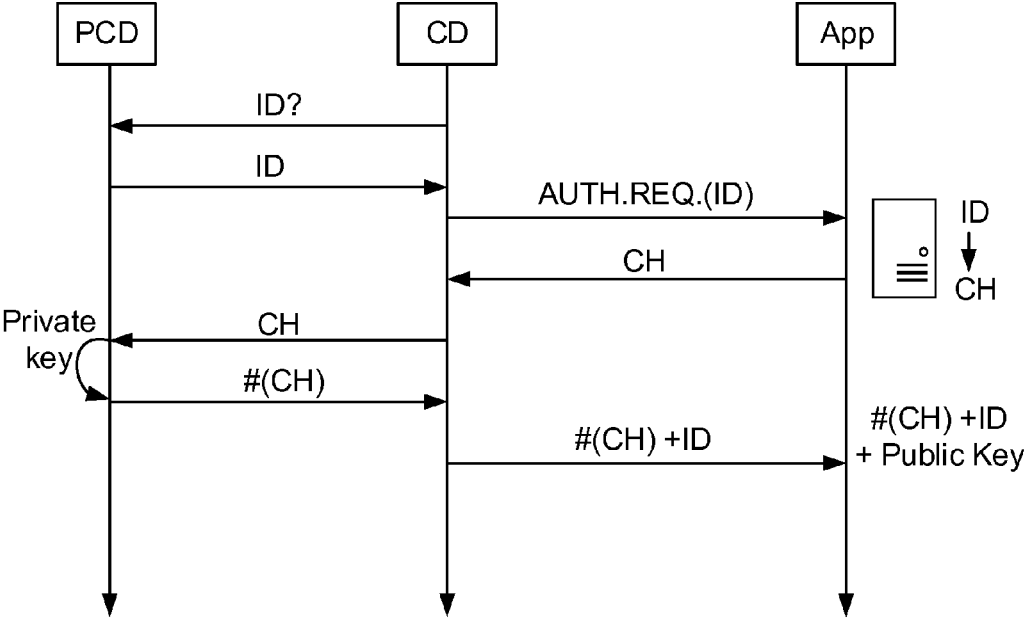 PCD
CD
App
ID?
ID
AUTH.REQ.(ID)
ID
CH
CH
Private
key
CH
#(CH)
#(CH) +ID
#(CH) +ID
+ Public Key